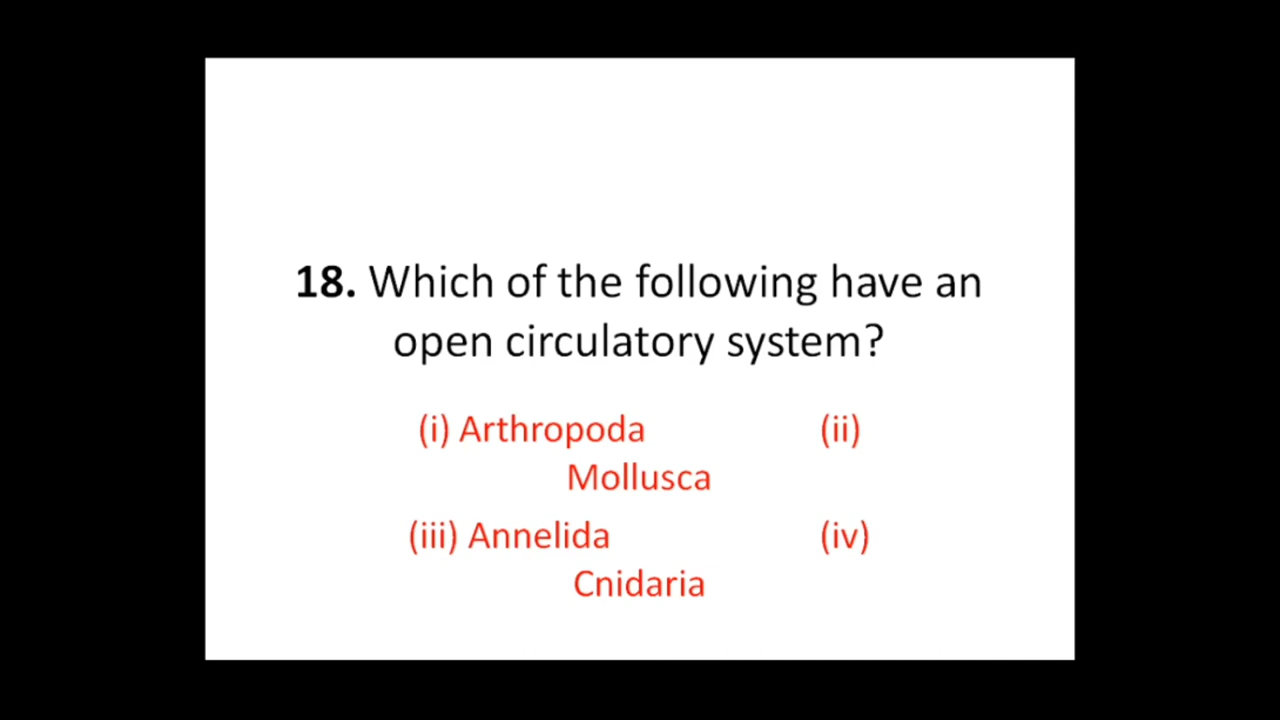 18. Which of the following have an
open circulatory system?
(i) Arthropoda (ii)
Mollusca
(iii) Annelida (iv)
Cnidaria